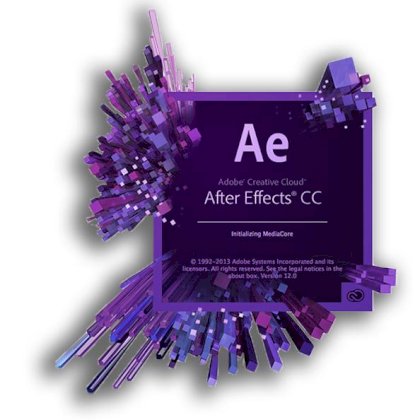 Ae
Adobe® Creative Cloud™
After Effects® CC
Initializing MediaCore
© 1992-2013 Adobe Systems Incorporated and its
licensors. All rights reserved. See the legal notices in the
about box. Version 12.0